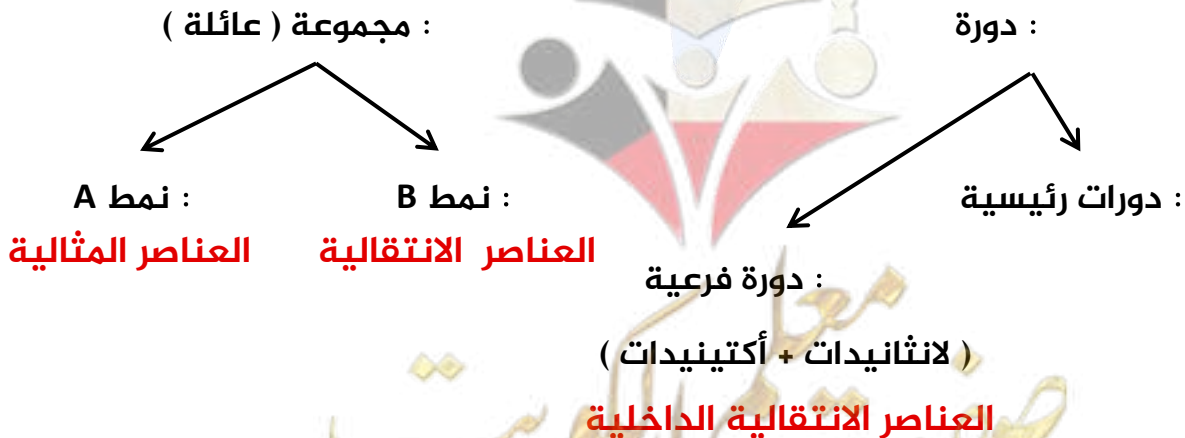 : دورة
: مجموعة ( عائلة )
: دورات رئيسية
: نمط B
: نمط A
العناصر الانتقالية
العناصر المثالية
: دورة فرعية
( لانثانيدات + أكتينيدات )
العناصر الانتقالية الداخلية